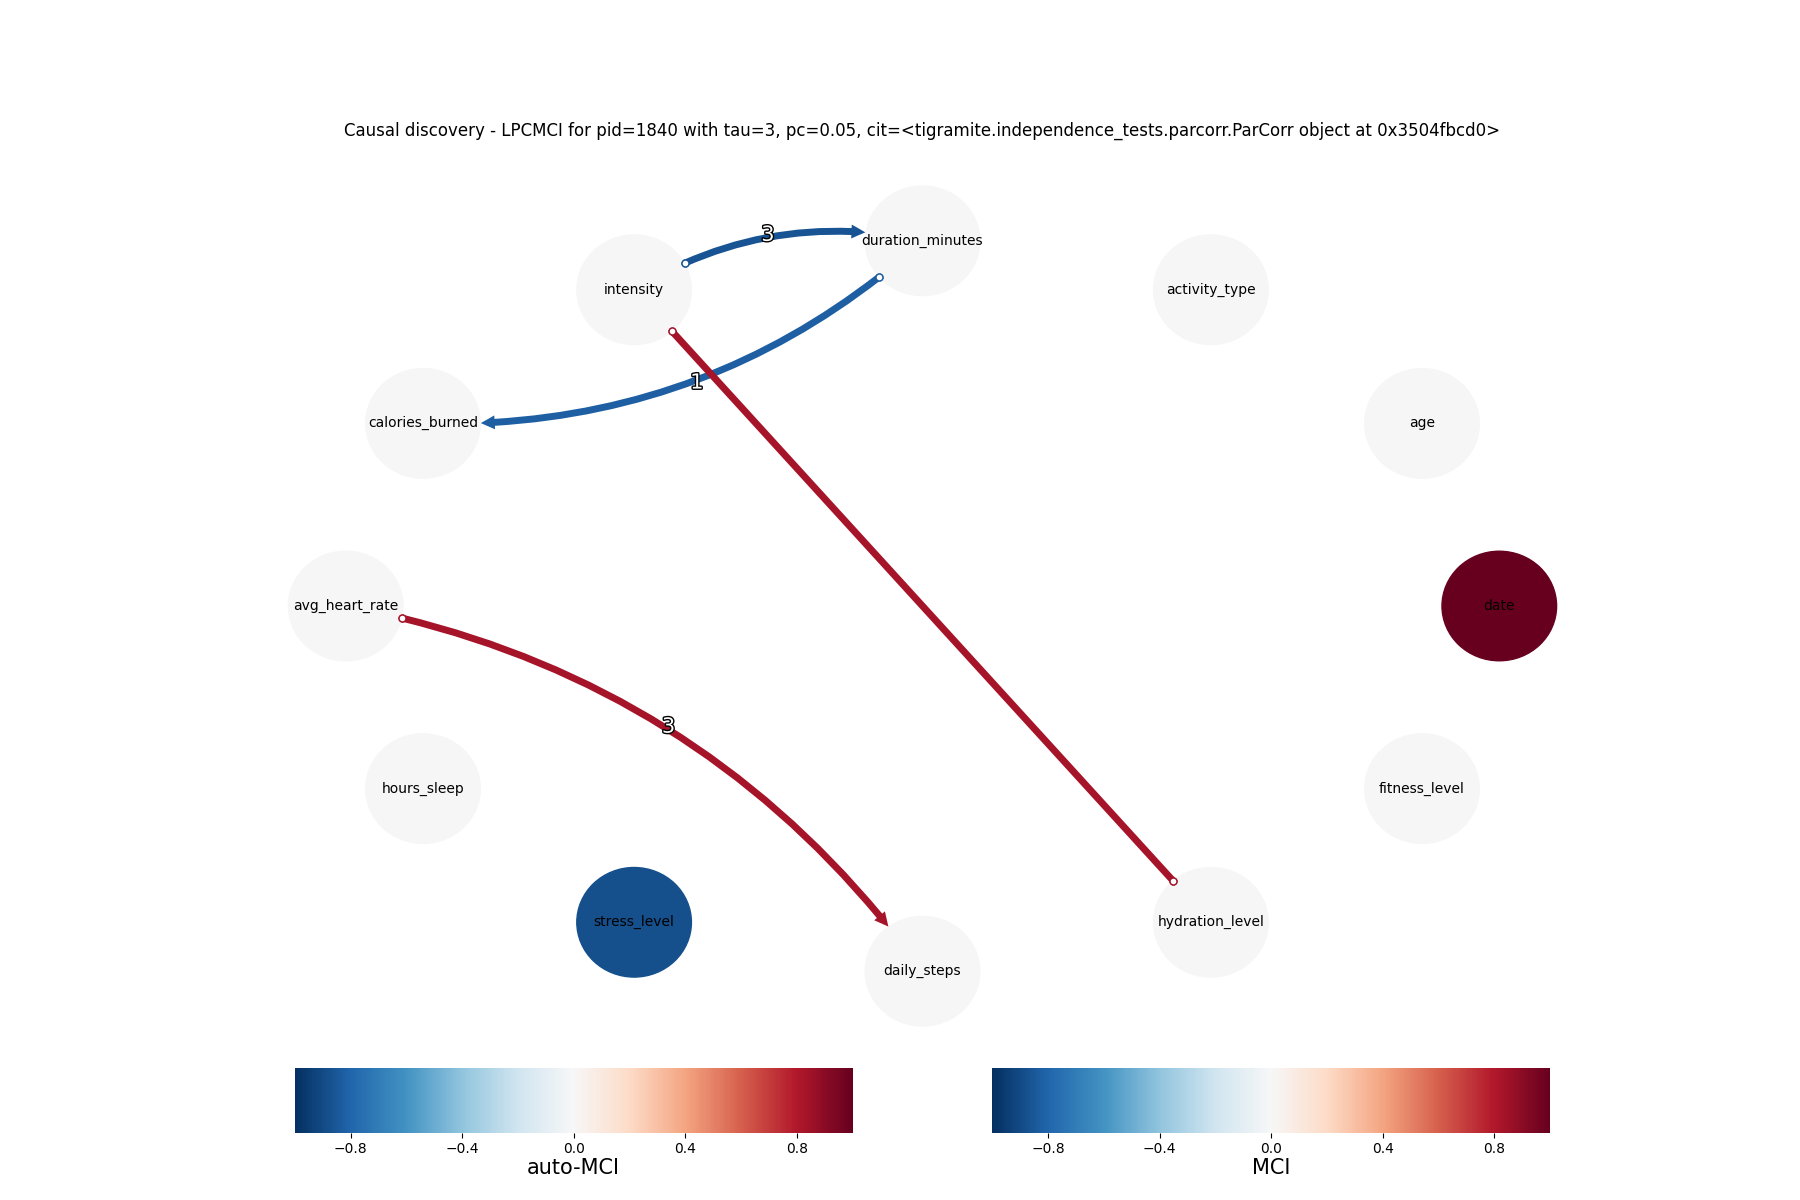 Causal discovery - LPCMCI for pid=1840 with tau=3, pc=0.05, cit=<tigramite.independence_tests.parcorr.ParCorr object at 0x3504fbcd0>
3
duration_minutes
intensity
activity_type
1
calories_burned
age
avg_heart_rate
date
3
hours_sleep
fitness_level
stress_level
hydration_level
daily_steps
−0.8 −0.4 0.0 0.4 0.8
auto-MCI
−0.8 −0.4 0.0 0.4 0.8
MCI